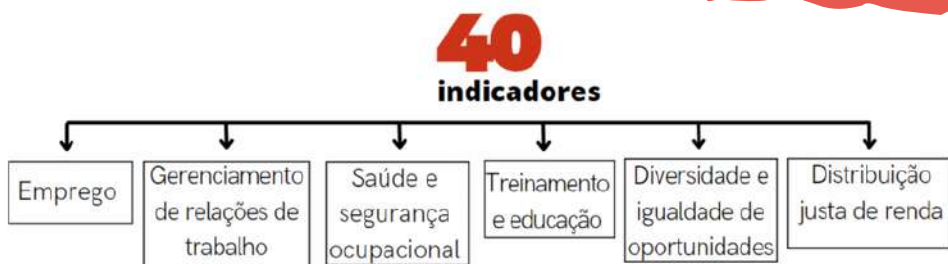 40
indicadores
Emprego
Gerenciamento
de relações de
trabalho
Saúde e
segurança
ocupacional
Treinamento
e educação
Diversidade e
igualdade de
oportunidades
Distribuição
justa de renda